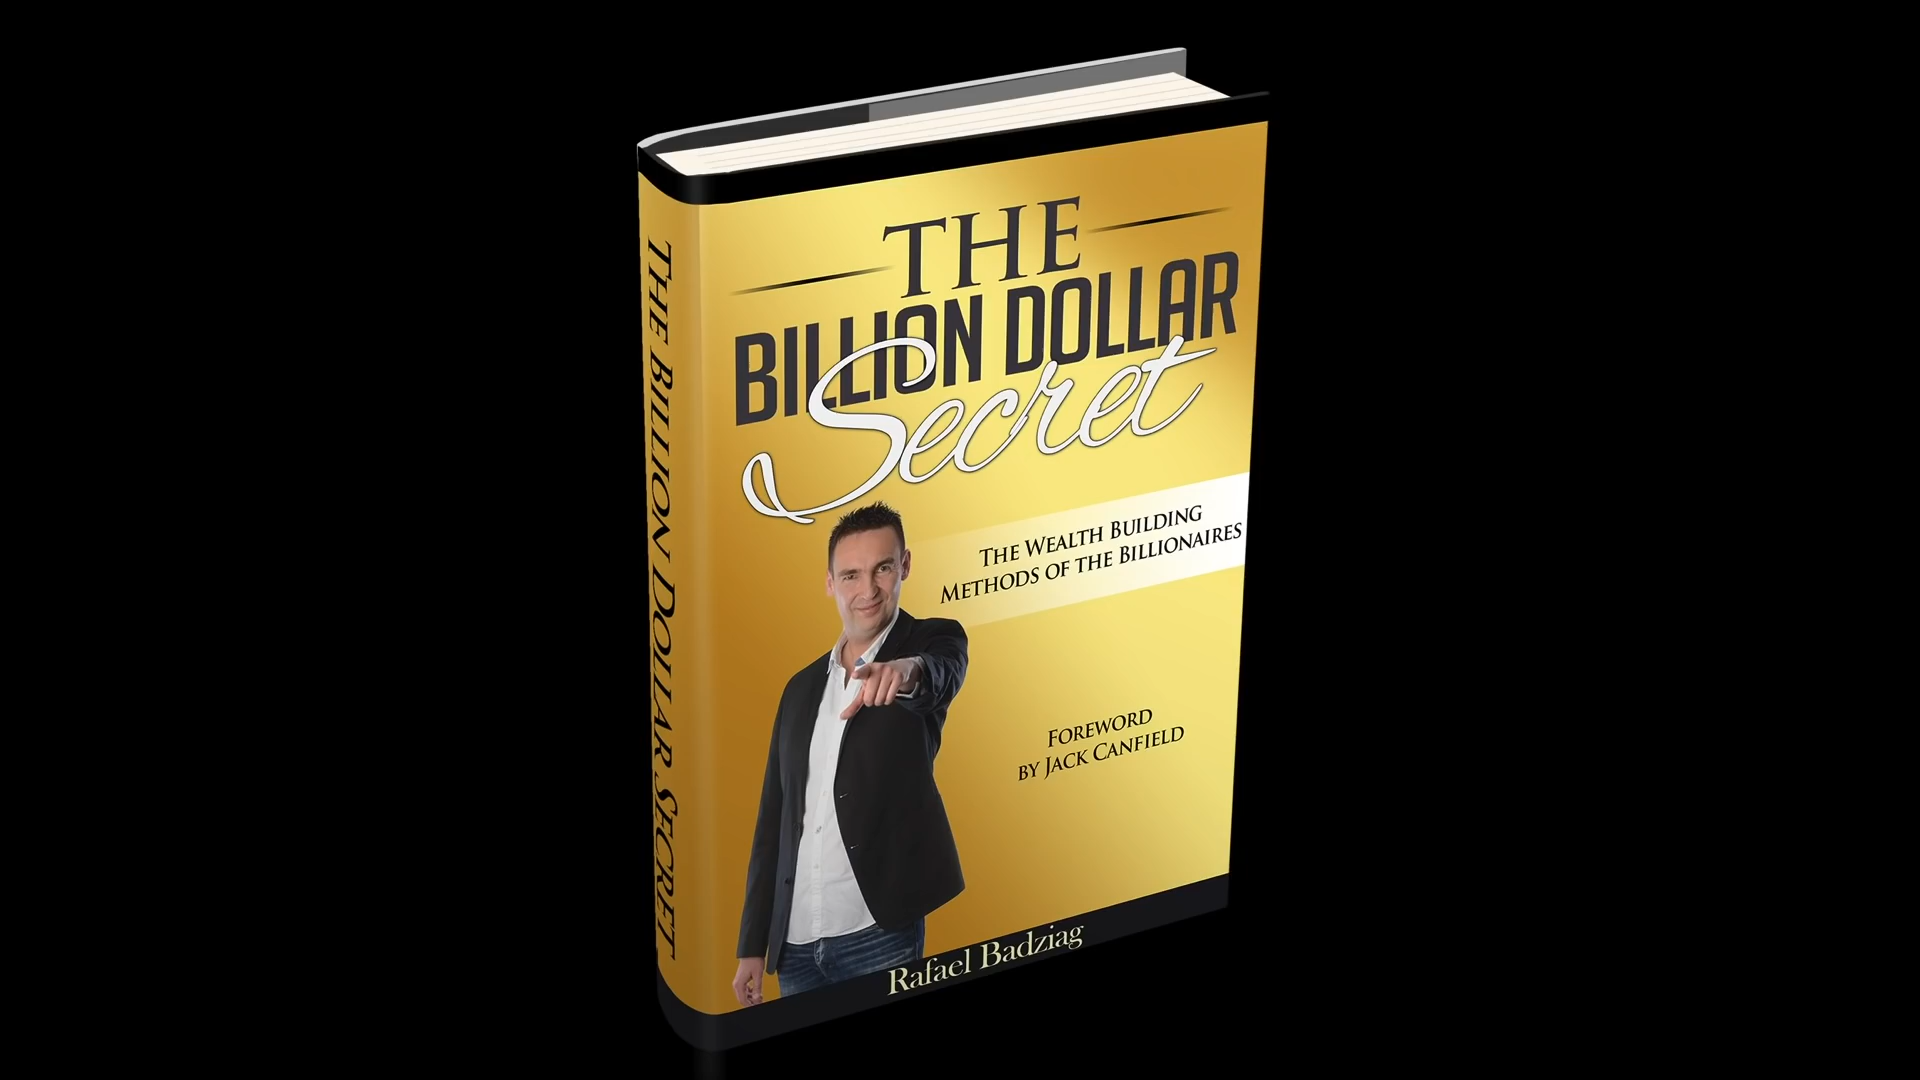 THE BILLION DOLLAR SECRET
THE
BILLION DOLLAR
Secret
THE WEALTH BUILDING
METHODS OF THE BILLIONAIRES
FOREWORD
BY JACK CANFIELD
Rafael Badziag